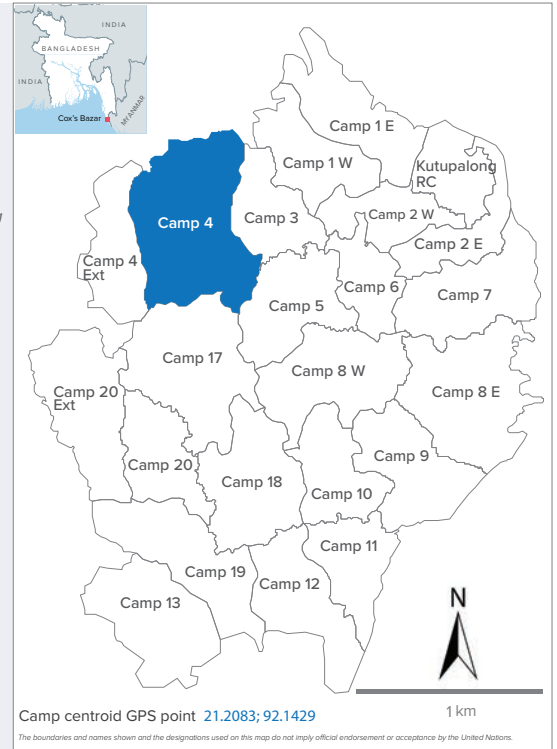 INDIA
BANGLADESH
INDIA
MYANMAR
Cox's Bazar
Camp 1 E
Camp 1 W
Kutupalong
RC
Camp 4
Camp 3
Camp 2 W
Camp 2 E
Camp 4
Ext
Camp 6
Camp 7
Camp 5
Camp 17
Camp 8 W
Camp 20
Ext
Camp 8 E
Camp 9
Camp 20
Camp 18
Camp 10
Camp 11
Camp 19
Camp 12
Camp 13
N
1 km
Camp centroid GPS point 21.2083; 92.1429
The boundaries and names shown and the designations used on this map do not imply official endorsement or acceptance by the United Nations.